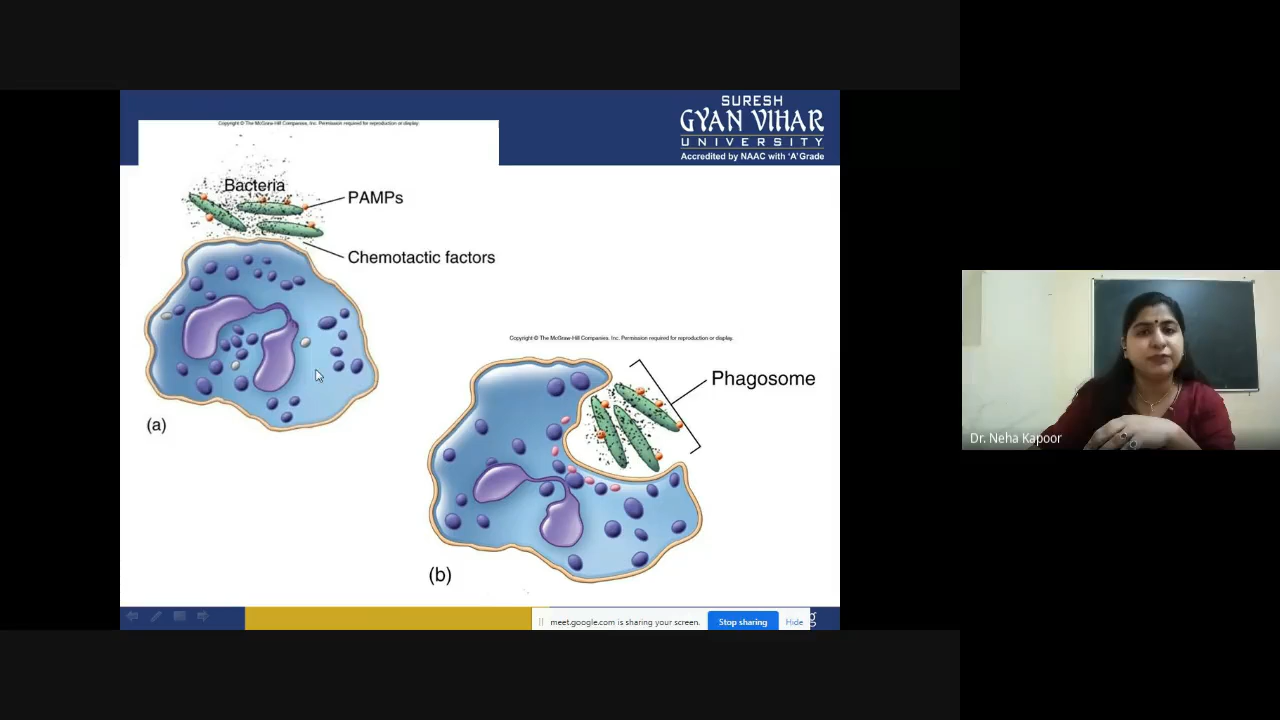 Copyright © The McGraw-Hill Companies, Inc. Permission required for reproduction or display.
SURESH
GYAN VIHAR
UNIVERSITY
Accredited by NAAC with 'A' Grade
Bacteria
PAMPs
Chemotactic factors
(a)
Copyright © The McGraw-Hill Companies, Inc. Permission required for reproduction or display.
Phagosome
(b)
Dr. Neha Kapoor
meet.google.com is sharing your screen.
Stop sharing
Hide